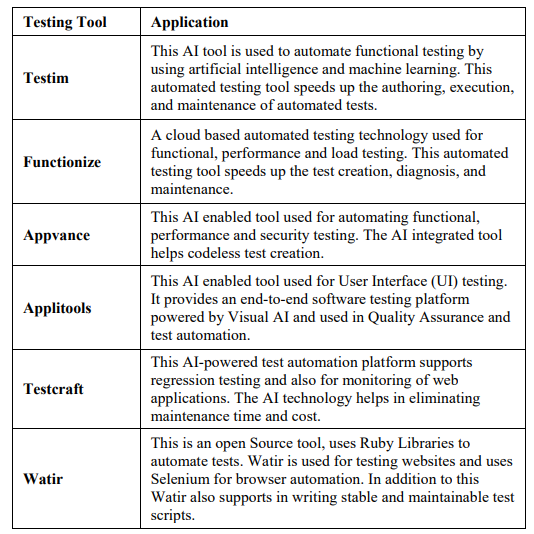 Testing Tool
Application
Testim
This AI tool is used to automate functional testing by
using artificial intelligence and machine learning. This
automated testing tool speeds up the authoring, execution,
and maintenance of automated tests.
Functionize
A cloud based automated testing technology used for
functional, performance and load testing. This automated
testing tool speeds up the test creation, diagnosis, and
maintenance.
Appvance
This AI enabled tool used for automating functional,
performance and security testing. The AI integrated tool
helps codeless test creation.
Applitools
This AI enabled tool used for User Interface (UI) testing.
It provides an end-to-end software testing platform
powered by Visual AI and used in Quality Assurance and
test automation.
Testcraft
This AI-powered test automation platform supports
regression testing and also for monitoring of web
applications. The AI technology helps in eliminating
maintenance time and cost.
Watir
This is an open Source tool, uses Ruby Libraries to
automate tests. Watir is used for testing websites and uses
Selenium for browser automation. In addition to this
Watir also supports in writing stable and maintainable test
scripts.